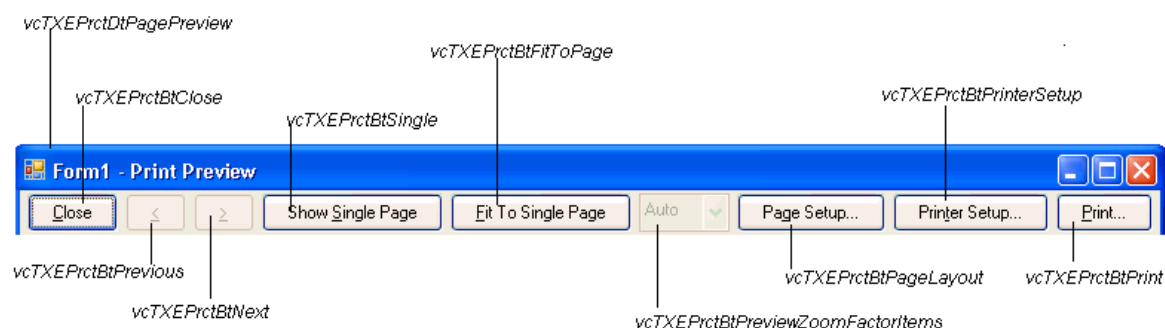 vcTXEPrctDtPagePreview
vcTXEPrctBtFitToPage
vcTXEPrctBtClose
vcTXEPrctBtPrinterSetup
vcTXEPrctBtSingle
Form1 - Print Preview
Close < > Show Single Page Fit To Single Page Auto Page Setup... Printer Setup... Print...
vcTXEPrctBtPrevious
vcTXEPrctBtPageLayout
vcTXEPrctBtPrint
vcTXEPrctBtNext
vcTXEPrctBtPreviewZoomFactorItems